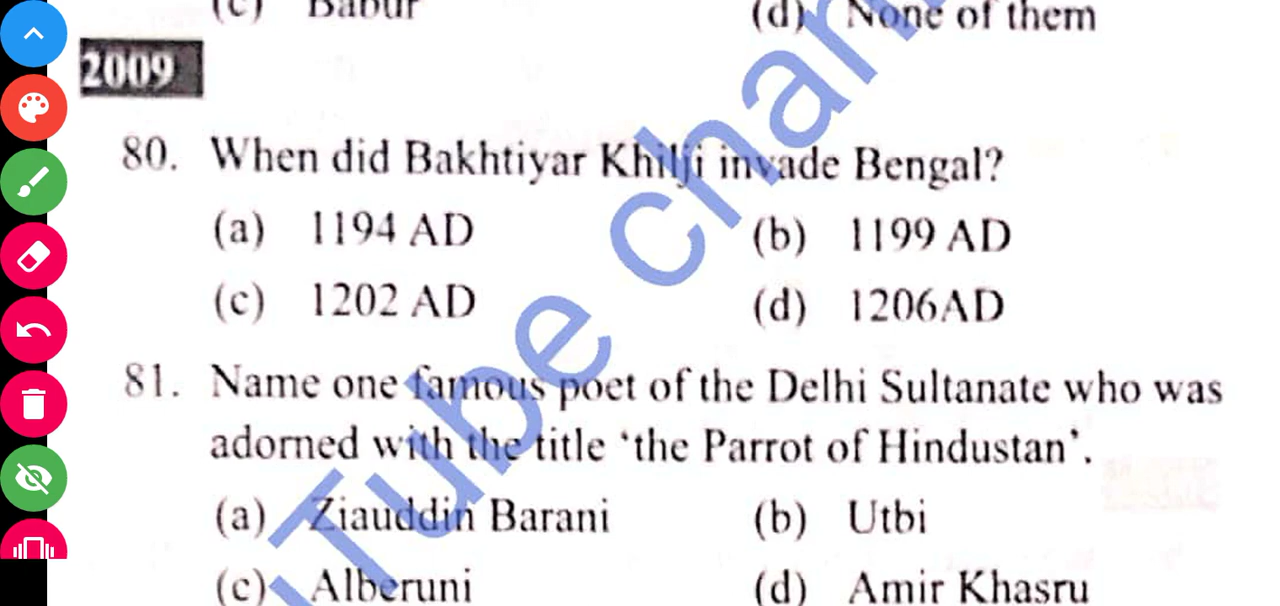 (c) Babur (d) None of them
2009
80. When did Bakhtiyar Khilji invade Bengal?
(a) 1194 AD (b) 1199 AD
(c) 1202 AD (d) 1206AD
81. Name one famous poet of the Delhi Sultanate who was
adorned with the title ‘the Parrot of Hindustan’.
(a) Ziauddin Barani (b) Utbi
(c) Alberuni (d) Amir Khasru